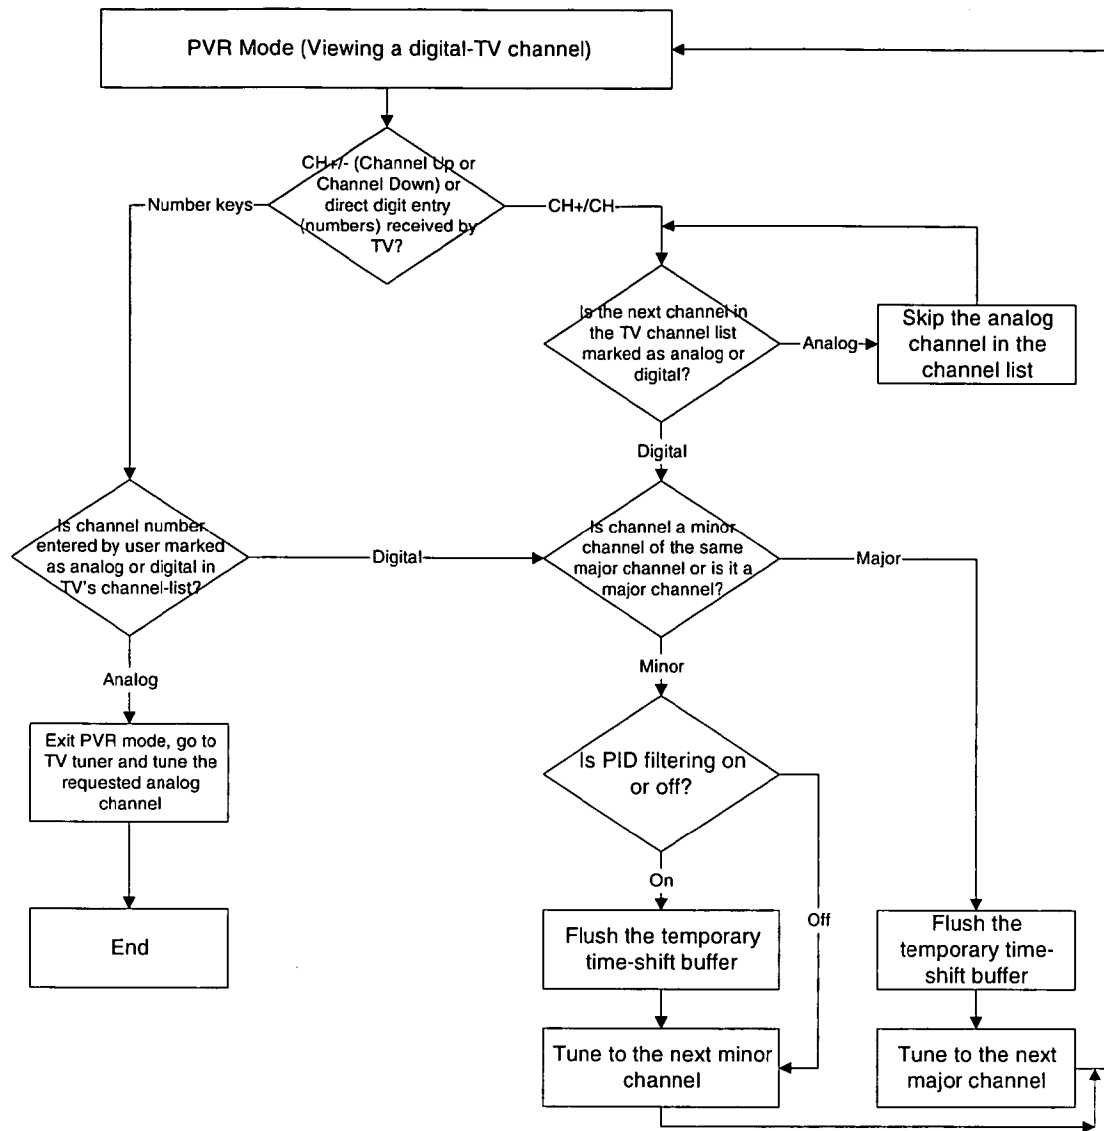 PVR Mode (Viewing a digital-TV channel)
CH+/- (Channel Up or
Channel Down) or
direct digit entry
(numbers) received by
TV?
Number keys
CH+/CH-
Is the next channel in
the TV channel list
marked as analog or
digital?
Analog
Skip the analog
channel in the
channel list
Digital
Is channel number
entered by user marked
as analog or digital in
TV's channel-list?
Digital
Is channel a minor
channel of the same
major channel or is it a
major channel?
Major
Analog
Minor
Exit PVR mode, go to
TV tuner and tune the
requested analog
channel
Is PID filtering on
or off?
On
Off
End
Flush the temporary
time-shift buffer
Flush the
temporary time-
shift buffer
Tune to the next minor
channel
Tune to the next
major channel